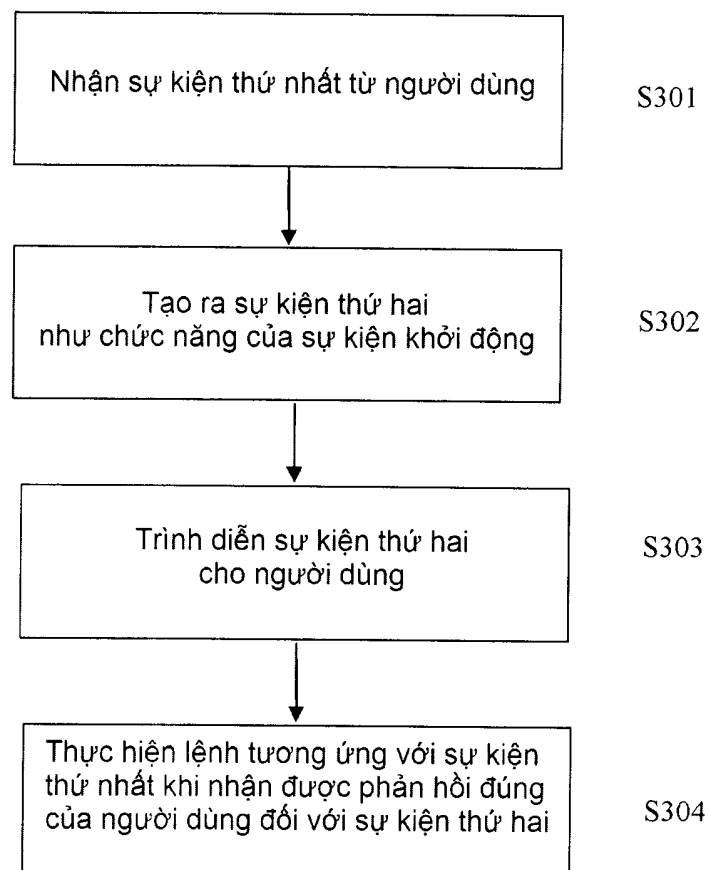 Nhận sự kiện thứ nhất từ người dùng
S301
Tạo ra sự kiện thứ hai
như chức năng của sự kiện khởi động
S302
Trình diễn sự kiện thứ hai
cho người dùng
S303
Thực hiện lệnh tương ứng với sự kiện
thứ nhất khi nhận được phản hồi đúng
của người dùng đối với sự kiện thứ hai
S304